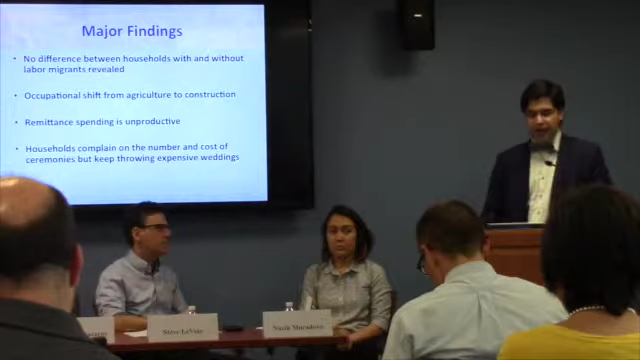 Major Findings
• No difference between households with and without
labor migrants revealed
• Occupational shift from agriculture to construction
• Remittance spending is unproductive
• Households complain on the number and cost of
ceremonies but keep throwing expensive weddings
Steve LeVine